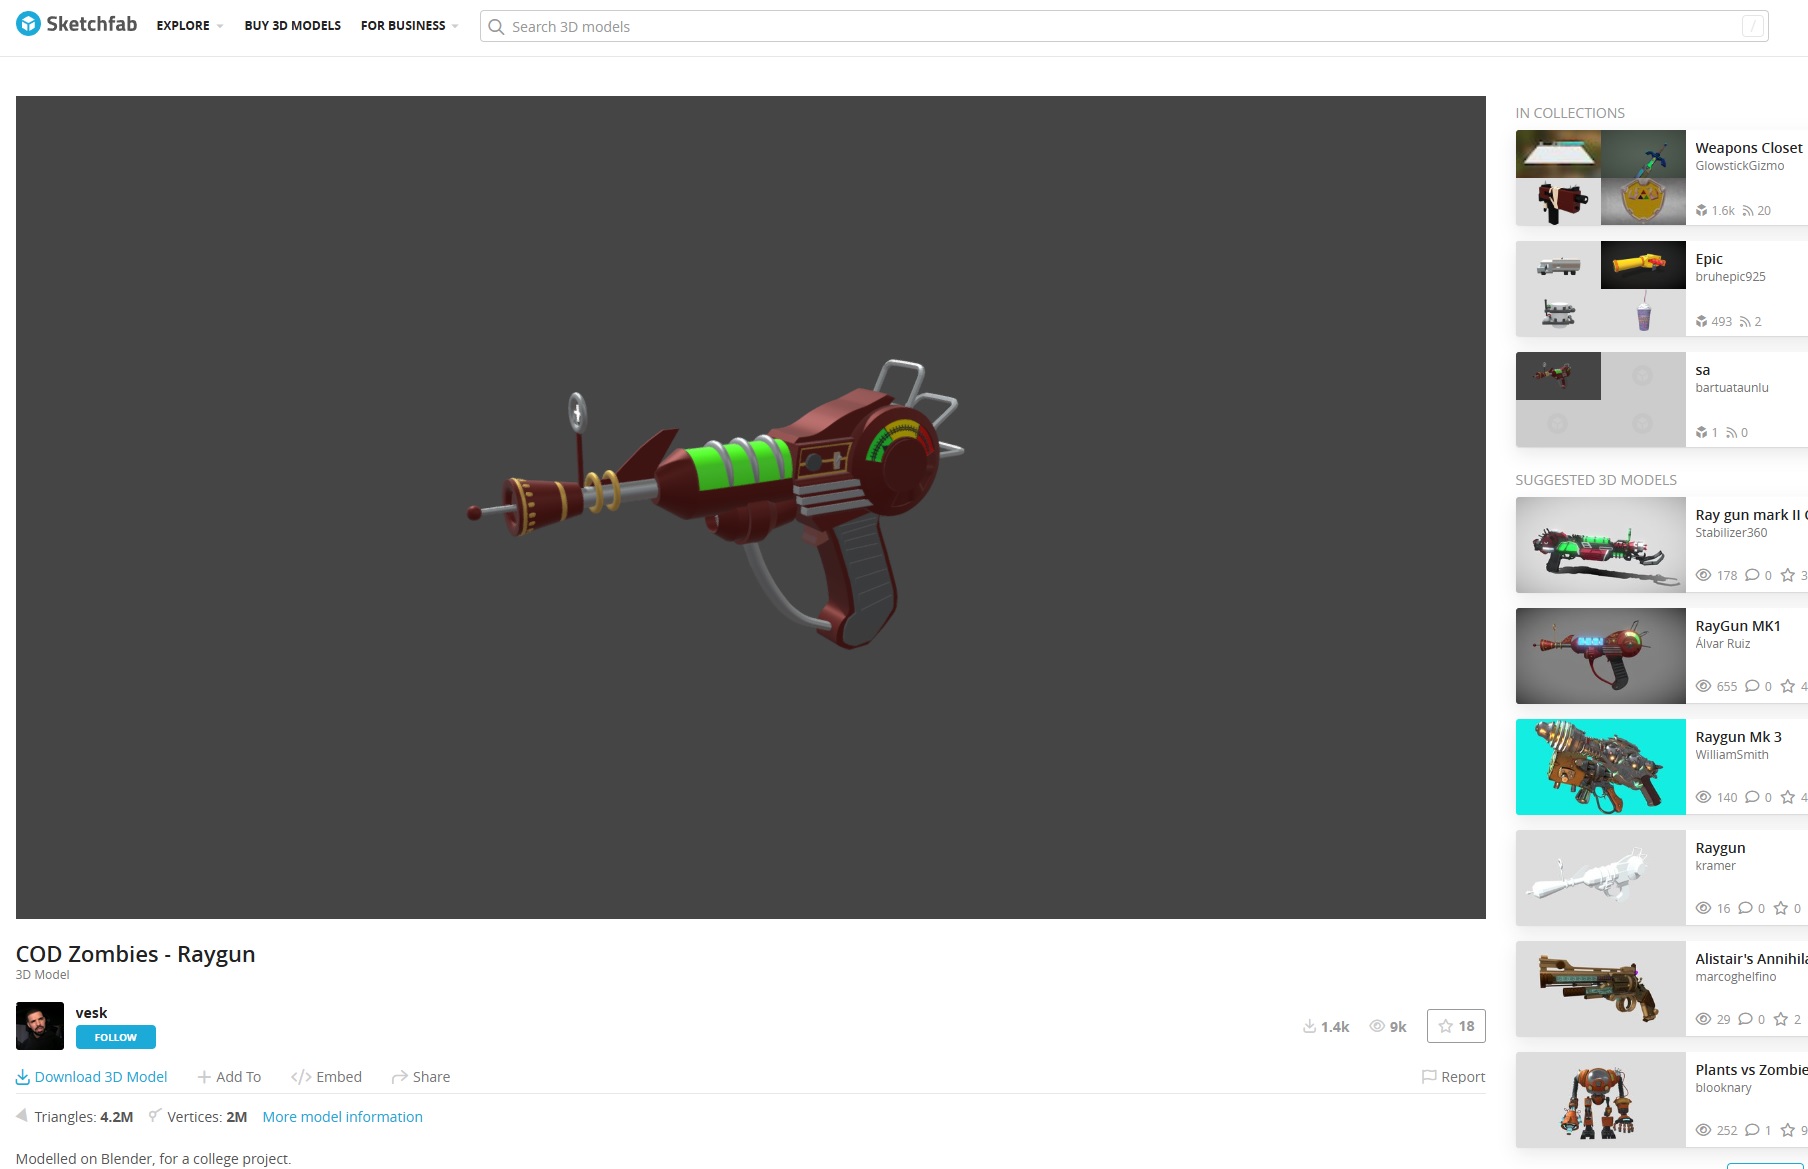 Sketchfab EXPLORE BUY 3D MODELS FOR BUSINESS Search 3D models /
IN COLLECTIONS
Weapons Closet
GlowstickGizmo
1.6k 20
Epic
bruhepic925
493 2
sa
bartuataunlu
1 0
SUGGESTED 3D MODELS
Ray gun mark II
Stabilizer360
178 0 3
RayGun MK1
Álvar Ruiz
655 0 4
Raygun Mk 3
WilliamSmith
140 0 4
Raygun
kramer
16 0 0
Alistair's Annihila
marcoghelfino
29 0 2
Plants vs Zombie
blooknary
252 1 9
COD Zombies - Raygun
3D Model
vesk
FOLLOW
1.4k 9k 18
Download 3D Model Add To Embed Share Report
Triangles: 4.2M Vertices: 2M More model information
Modelled on Blender, for a college project.